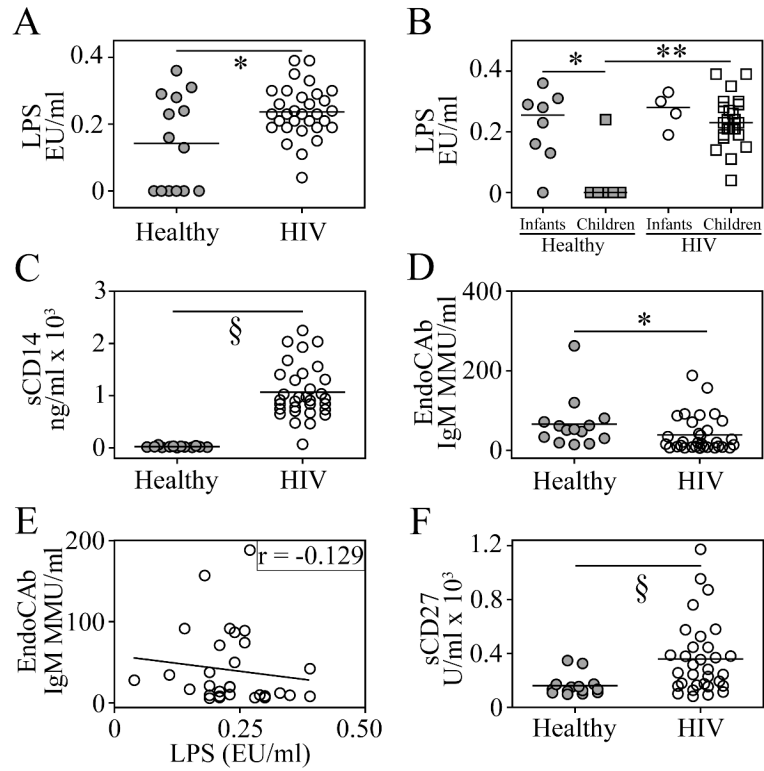 A
LPS
EU/ml
0.4
0.2
0
*
Healthy
HIV
B
LPS
EU/ml
0.4
0.2
0
*
**
Infants
Children
Infants
Children
Healthy
HIV
C
sCD14
ng/ml x 10³
3
2
1
0
§
Healthy
HIV
D
EndoCAb
IgM MMU/ml
400
200
0
*
Healthy
HIV
E
EndoCAb
IgM MMU/ml
200
100
0
r = -0.129
0
0.25
0.50
LPS (EU/ml)
F
sCD27
U/ml x 10³
1.2
0.8
0.4
0
§
Healthy
HIV